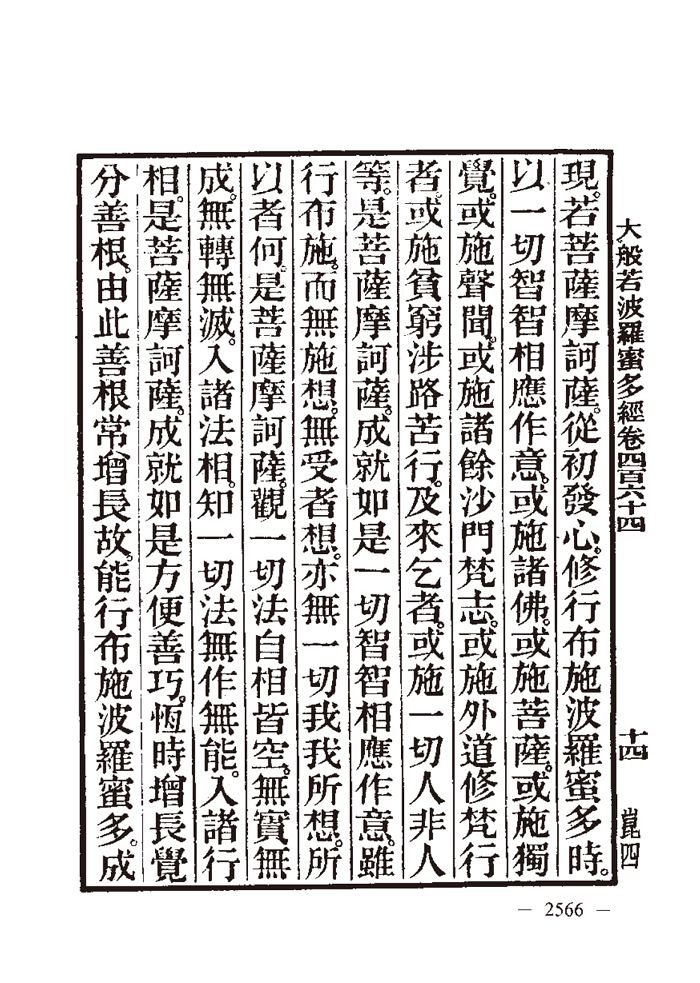 大般若波羅蜜多經卷四百六十四 十四 崑四
現。若菩薩摩訶薩。從初發心。修行布施波羅蜜多時。
以一切智智相應作意。或施諸佛。或施菩薩。或施獨
覺。或施聲聞。或施諸餘沙門梵志。或施外道修梵行
者。或施貧窮涉路苦行。及來乞者。或施一切人非人
等。是菩薩摩訶薩。成就如是一切智智相應作意。雖
行布施。而無施想。無受者想。亦無一切我我所想。所
以者何。是菩薩摩訶薩。觀一切法自相皆空。無實無
成。無轉無滅。入諸法相。知一切法無作無能。入諸行
相。是菩薩摩訶薩。成就如是方便善巧。恆時增長覺
分善根。由此善根常增長故。能行布施波羅蜜多。成
— 2566 —